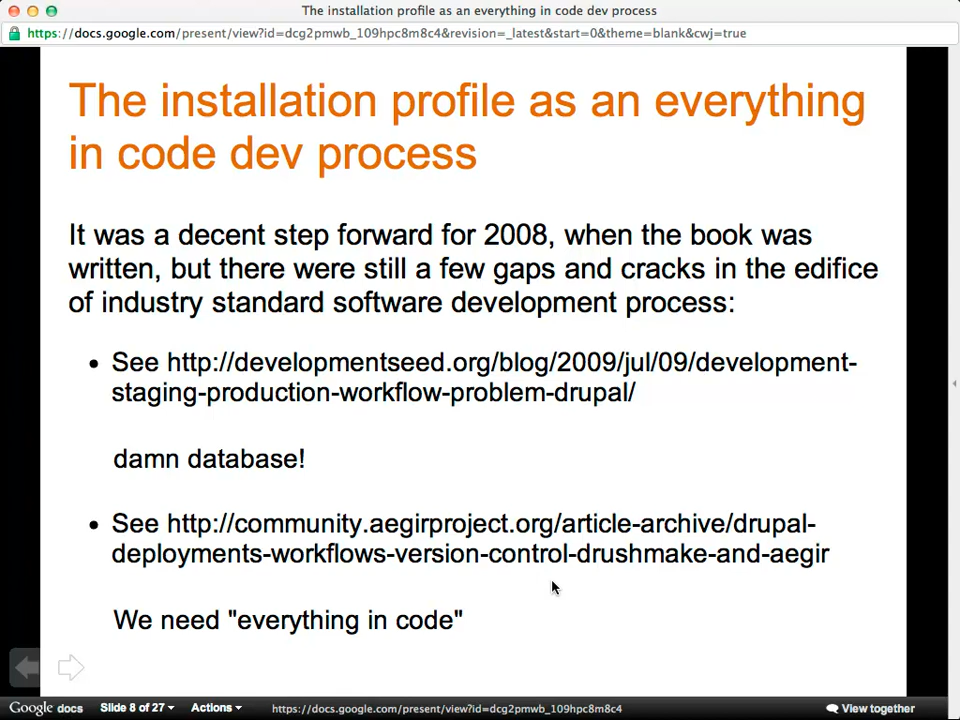 The installation profile as an everything in code dev process
https://docs.google.com/present/view?id=dcg2pmwb_109hpc8m8c4&revision=_latest&start=0&theme=blank&cwj=true
The installation profile as an everything
in code dev process
It was a decent step forward for 2008, when the book was
written, but there were still a few gaps and cracks in the edifice
of industry standard software development process:
• See http://developmentseed.org/blog/2009/jul/09/development-
staging-production-workflow-problem-drupal/
damn database!
• See http://community.aegirproject.org/article-archive/drupal-
deployments-workflows-version-control-drushmake-and-aegir
We need "everything in code"
Google docs Slide 8 of 27 Actions https://docs.google.com/present/view?id=dcg2pmwb_109hpc8m8c4 View together